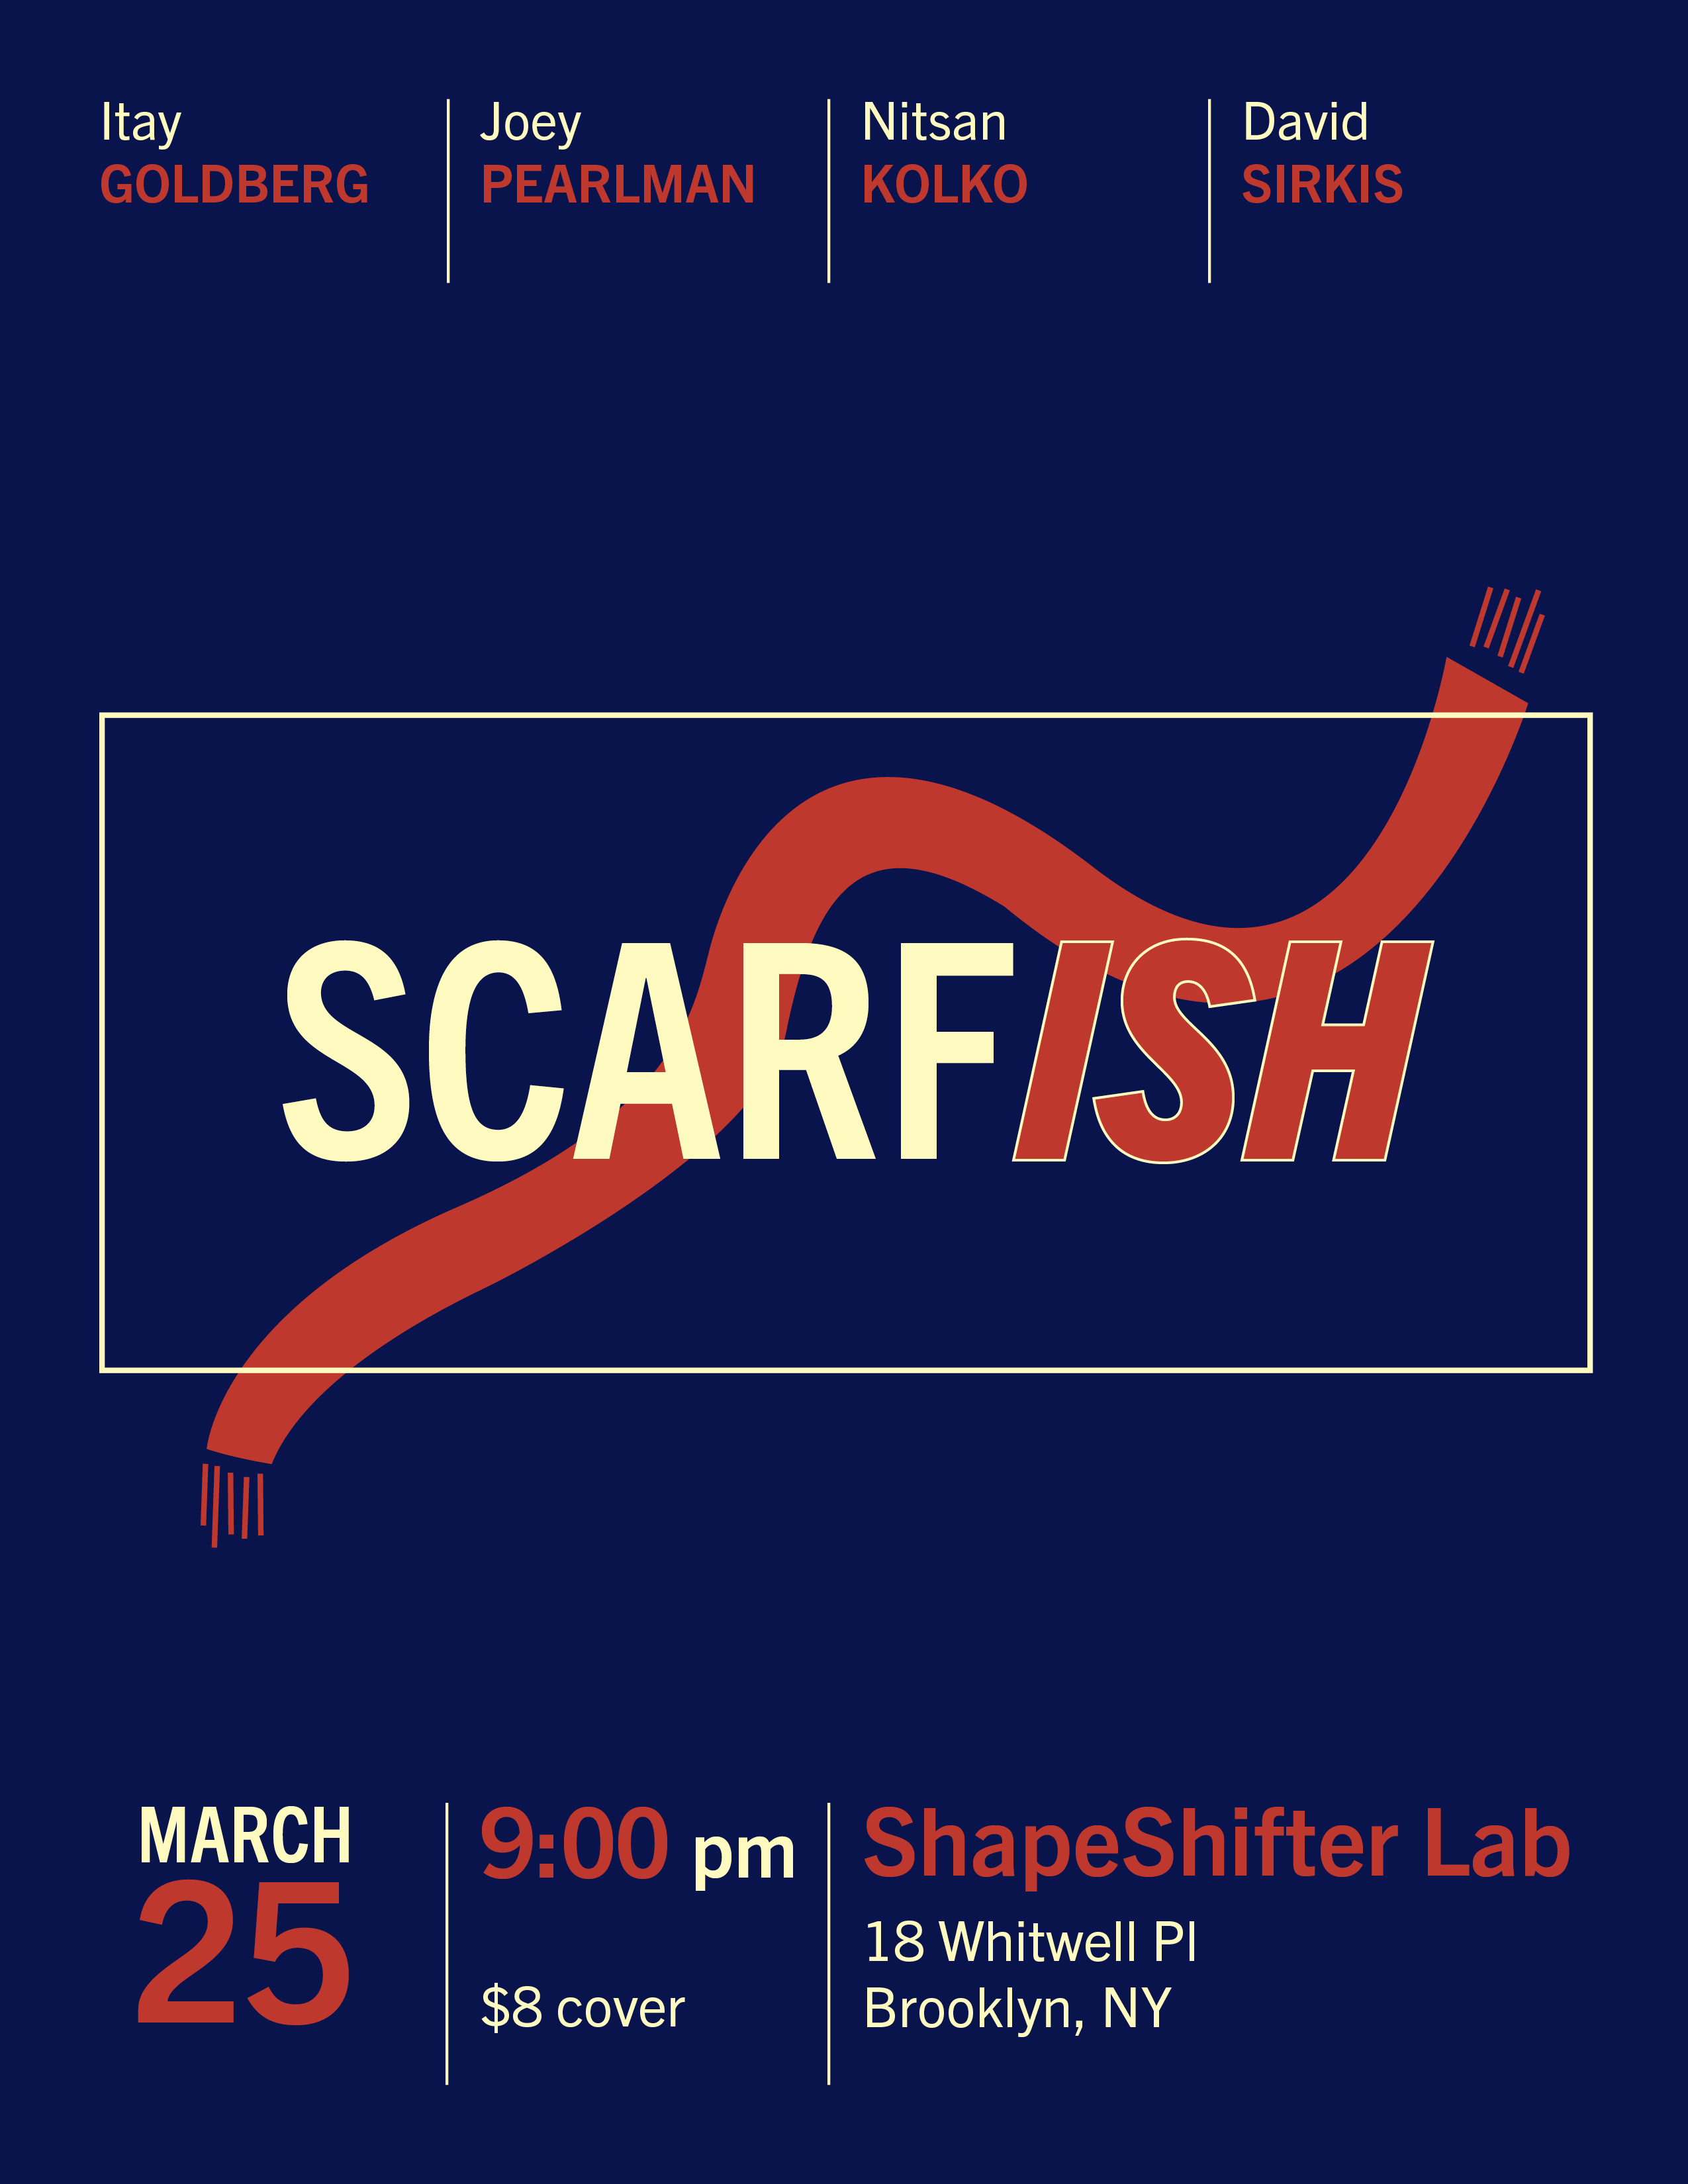 Itay
GOLDBERG
Joey
PEARLMAN
Nitsan
KOLKO
David
SIRKIS
SCARFISH
MARCH
25
9:00 pm
$8 cover
ShapeShifter Lab
18 Whitwell Pl
Brooklyn, NY